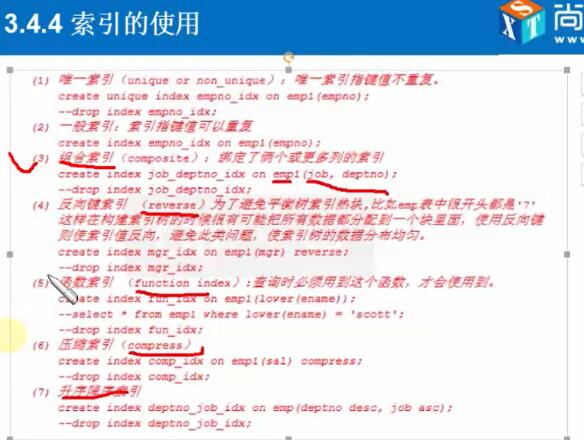 3.4.4 索引的使用
XST 尚
www.
(1) 唯一索引（unique or non_unique）：唯一索引指键值不重复。
create unique index empno_idx on emp1(empno);
--drop index empno_idx;
(2) 一般索引：索引指键值可以重复
create index empno_idx on emp1(empno);
(3) 组合索引（composite）：绑定了俩个或更多列的索引
create index job_deptno_idx on emp1(job, deptno);
--drop index job_deptno_idx;
(4) 反向键索引 （reverse）为了避免平衡树索引热块,比如emp表中很开头都是'7'
这样在构建索引树的时候很有可能把所有数据都分配到一个块里面，使用反向键
则使索引值反向，避免此类问题，使索引树的数据分布均匀。
create index mgr_idx on emp1(mgr) reverse;
--drop index mgr_idx;
(5) 函数索引 （function index）:查询时必须用到这个函数，才会使用到。
create index fun_idx on emp1(lower(ename));
--select * from emp1 where lower(ename) = 'scott';
--drop index fun_idx;
(6) 压缩索引（compress）
create index comp_idx on emp1(sal) compress;
--drop index comp_idx;
(7) 升序降序索引
create index deptno_job_idx on emp(deptno desc, job asc);
--drop index deptno_job_idx;